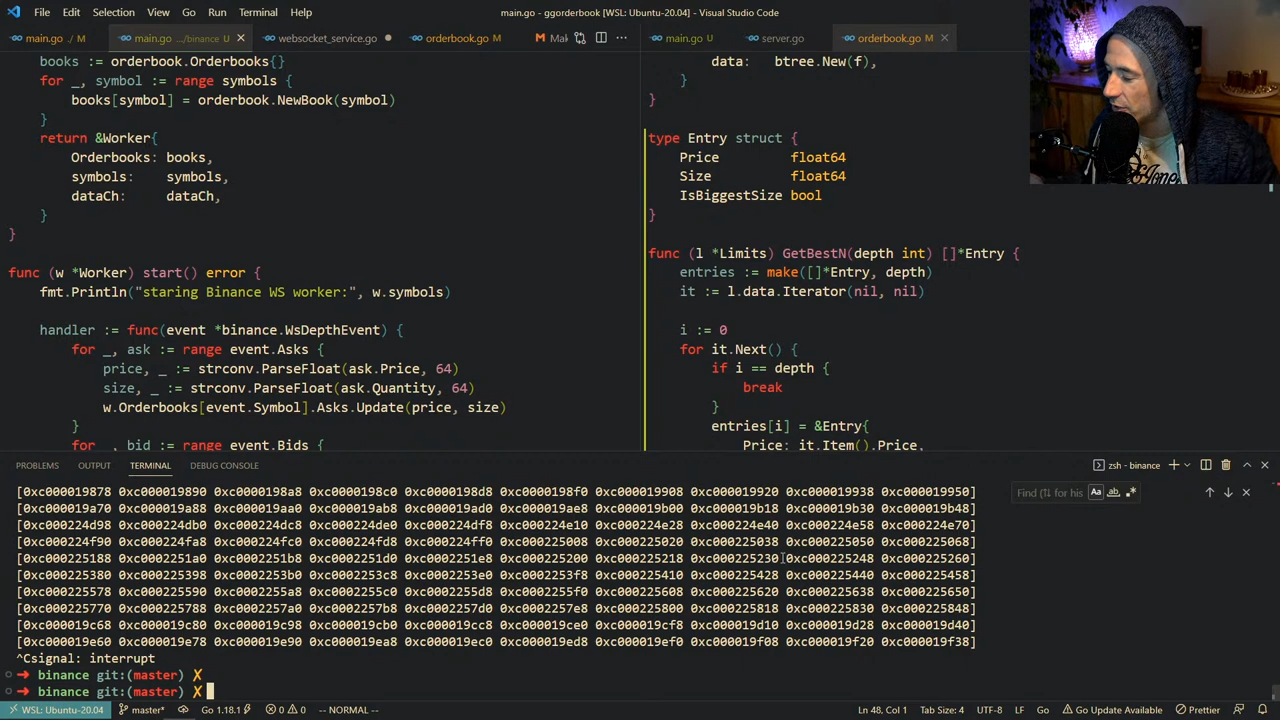 File Edit Selection View Go Run Terminal Help main.go - ggorderbook [WSL: Ubuntu-20.04] - Visual Studio Code
main.go ./ M main.go .../binance U websocket_service.go orderbook.go M Mak main.go U server.go orderbook.go M
books := orderbook.Orderbooks{}
for _, symbol := range symbols {
books[symbol] = orderbook.NewBook(symbol)
}
return &Worker{
Orderbooks: books,
symbols: symbols,
dataCh: dataCh,
}
}
func (w *Worker) start() error {
fmt.Println("staring Binance WS worker:", w.symbols)
handler := func(event *binance.WsDepthEvent) {
for _, ask := range event.Asks {
price, _ := strconv.ParseFloat(ask.Price, 64)
size, _ := strconv.ParseFloat(ask.Quantity, 64)
w.Orderbooks[event.Symbol].Asks.Update(price, size)
}
for _, bid := range event.Bids {
data: btree.New(f),
}
}
type Entry struct {
Price float64
Size float64
IsBiggestSize bool
}
func (l *Limits) GetBestN(depth int) []*Entry {
entries := make([]*Entry, depth)
it := l.data.Iterator(nil, nil)
i := 0
for it.Next() {
if i == depth {
break
}
entries[i] = &Entry{
Price: it.Item().Price,
PROBLEMS OUTPUT TERMINAL DEBUG CONSOLE zsh - binance
Find (⇅ for his Aa ab .*
[0xc000019878 0xc000019890 0xc0000198a8 0xc0000198c0 0xc0000198d8 0xc0000198f0 0xc000019908 0xc000019920 0xc000019938 0xc000019950]
[0xc000019a70 0xc000019a88 0xc000019aa0 0xc000019ab8 0xc000019ad0 0xc000019ae8 0xc000019b00 0xc000019b18 0xc000019b30 0xc000019b48]
[0xc000224d98 0xc000224db0 0xc000224dc8 0xc000224de0 0xc000224df8 0xc000224e10 0xc000224e28 0xc000224e40 0xc000224e58 0xc000224e70]
[0xc000224f90 0xc000224fa8 0xc000224fc0 0xc000224fd8 0xc000224ff0 0xc000225008 0xc000225020 0xc000225038 0xc000225050 0xc000225068]
[0xc000225188 0xc0002251a0 0xc0002251b8 0xc0002251d0 0xc0002251e8 0xc000225200 0xc000225218 0xc000225230 0xc000225248 0xc000225260]
[0xc000225380 0xc000225398 0xc0002253b0 0xc0002253c8 0xc0002253e0 0xc0002253f8 0xc000225410 0xc000225428 0xc000225440 0xc000225458]
[0xc000225578 0xc000225590 0xc0002255a8 0xc0002255c0 0xc0002255d8 0xc0002255f0 0xc000225608 0xc000225620 0xc000225638 0xc000225650]
[0xc000225770 0xc000225788 0xc0002257a0 0xc0002257b8 0xc0002257d0 0xc0002257e8 0xc000225800 0xc000225818 0xc000225830 0xc000225848]
[0xc000019c68 0xc000019c80 0xc000019c98 0xc000019cb0 0xc000019cc8 0xc000019ce0 0xc000019cf8 0xc000019d10 0xc000019d28 0xc000019d40]
[0xc000019e60 0xc000019e78 0xc000019e90 0xc000019ea8 0xc000019ec0 0xc000019ed8 0xc000019ef0 0xc000019f08 0xc000019f20 0xc000019f38]
^Csignal: interrupt
➜ binance git:(master) ✗
➜ binance git:(master) ✗
WSL: Ubuntu-20.04 master* Go 1.18.1 0 0 -- NORMAL -- Ln 48, Col 1 Tab Size: 4 UTF-8 LF Go Go Update Available Prettier